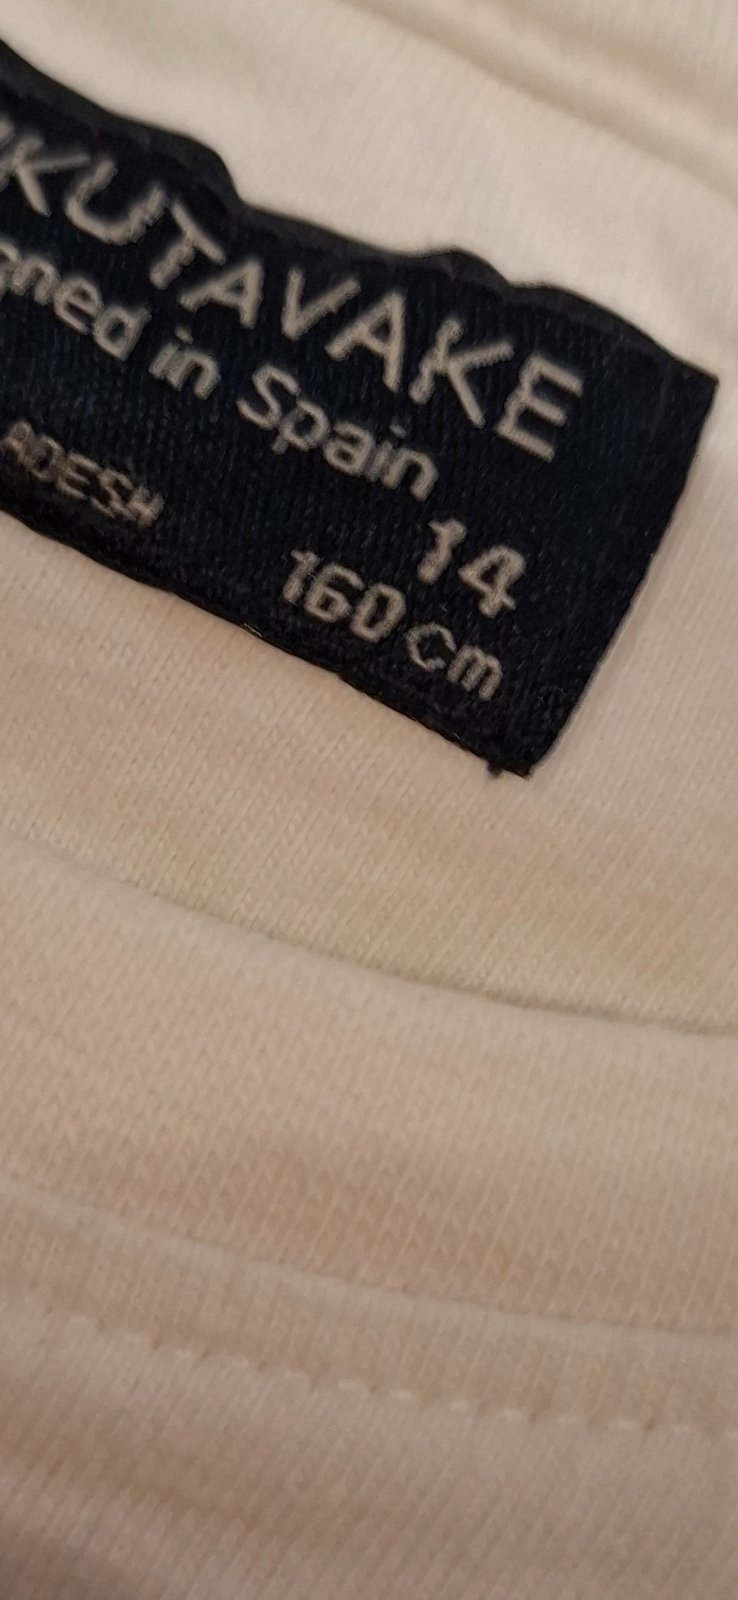 KUTAVAKE
gned in Spain
14
ADESH
160 cm